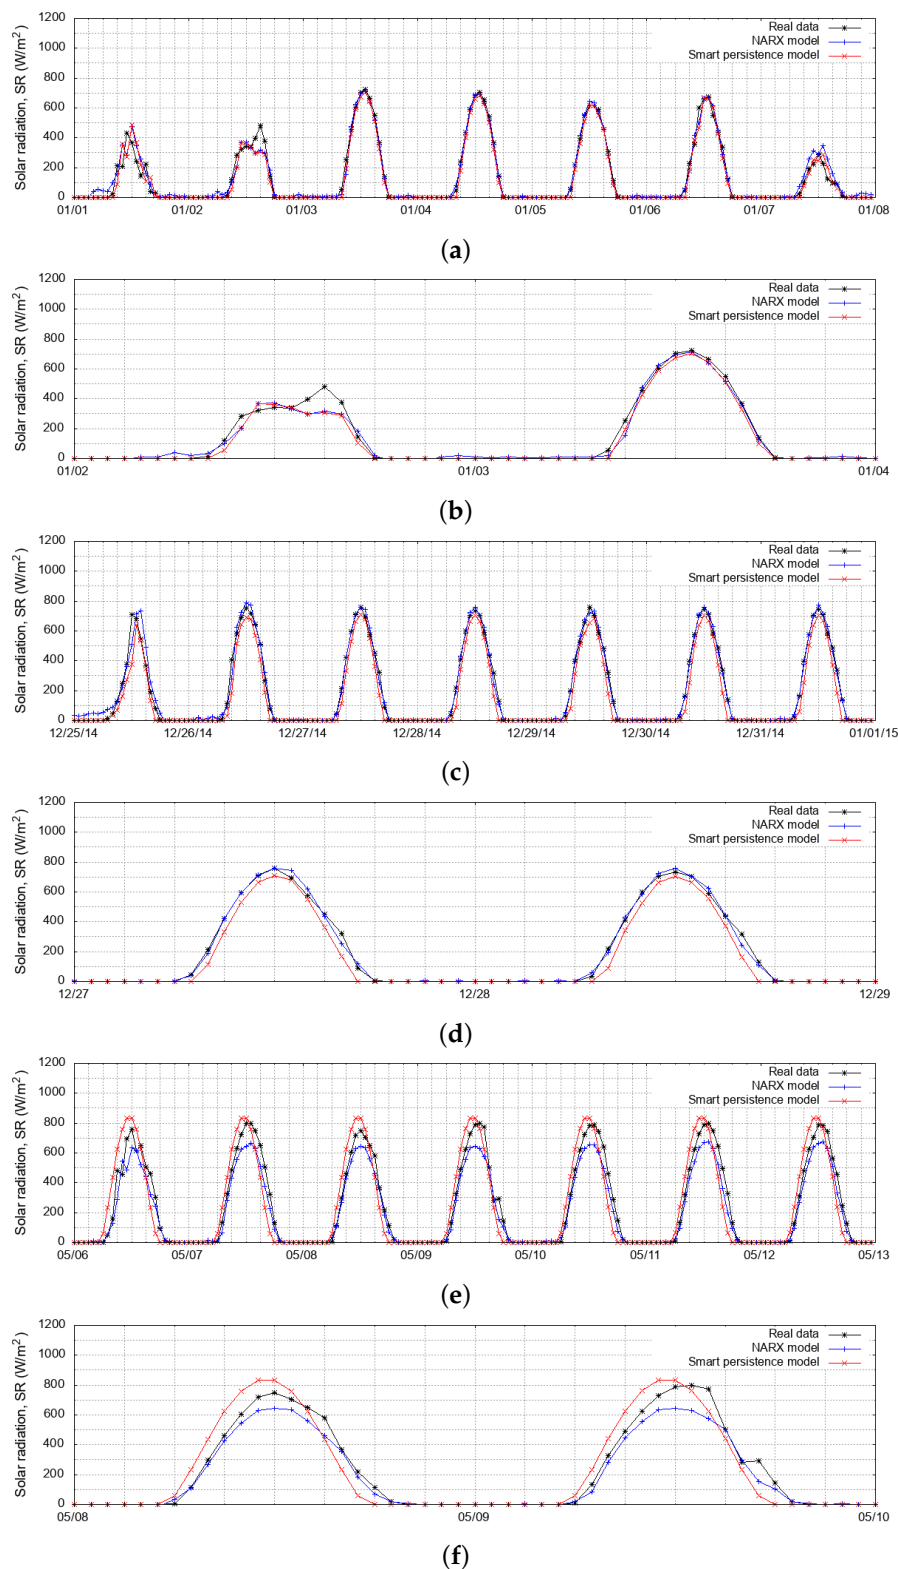 1200
1000
800
600
400
200
0
Solar radiation, SR (W/m²)
Real data
NARX model
Smart persistence model
01/01 01/02 01/03 01/04 01/05 01/06 01/07 01/08
(a)
1200
1000
800
600
400
200
0
Solar radiation, SR (W/m²)
Real data
NARX model
Smart persistence model
01/02 01/03 01/04
(b)
1200
1000
800
600
400
200
0
Solar radiation, SR (W/m²)
Real data
NARX model
Smart persistence model
12/25/14 12/26/14 12/27/14 12/28/14 12/29/14 12/30/14 12/31/14 01/01/15
(c)
1200
1000
800
600
400
200
0
Solar radiation, SR (W/m²)
Real data
NARX model
Smart persistence model
12/27 12/28 12/29
(d)
1200
1000
800
600
400
200
0
Solar radiation, SR (W/m²)
Real data
NARX model
Smart persistence model
05/06 05/07 05/08 05/09 05/10 05/11 05/12 05/13
(e)
1200
1000
800
600
400
200
0
Solar radiation, SR (W/m²)
Real data
NARX model
Smart persistence model
05/08 05/09 05/10
(f)